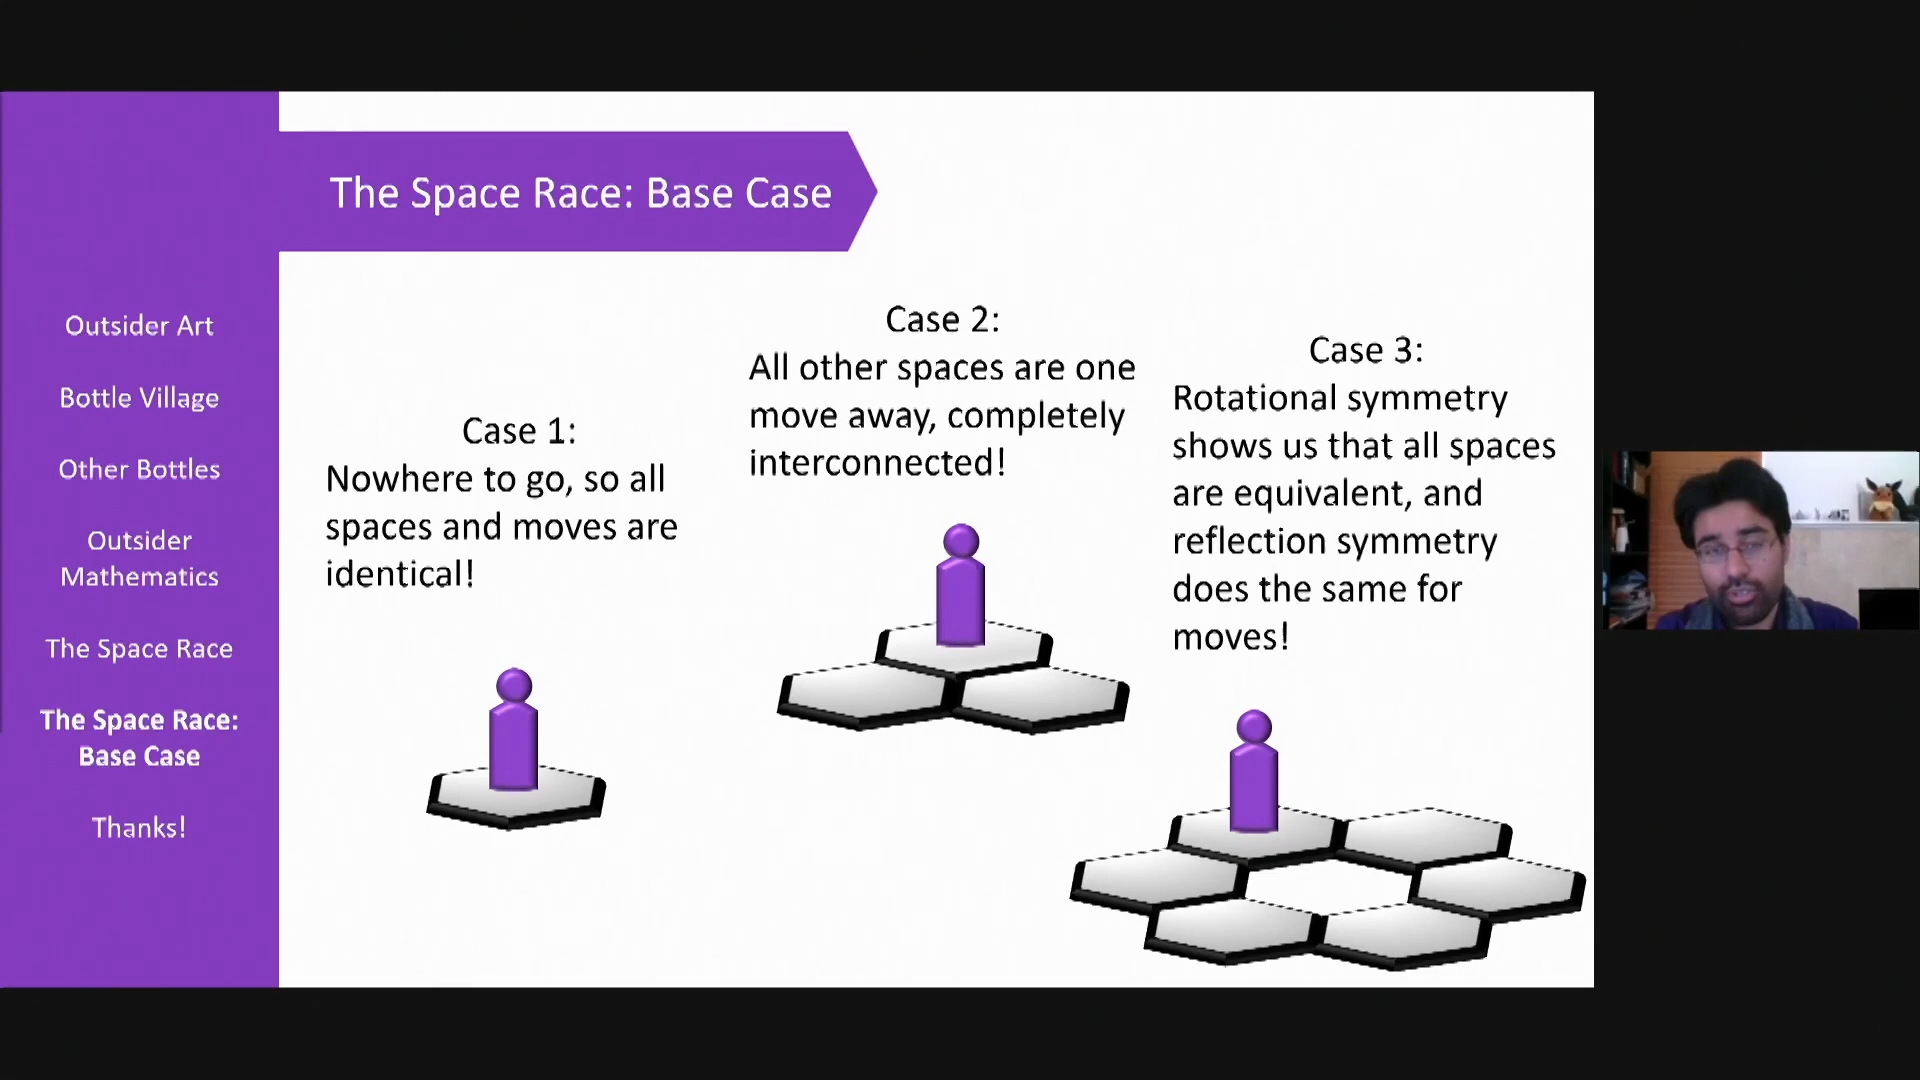 The Space Race: Base Case
Outsider Art
Bottle Village
Other Bottles
Outsider
Mathematics
The Space Race
The Space Race:
Base Case
Thanks!
Case 1:
Nowhere to go, so all
spaces and moves are
identical!
Case 2:
All other spaces are one
move away, completely
interconnected!
Case 3:
Rotational symmetry
shows us that all spaces
are equivalent, and
reflection symmetry
does the same for
moves!